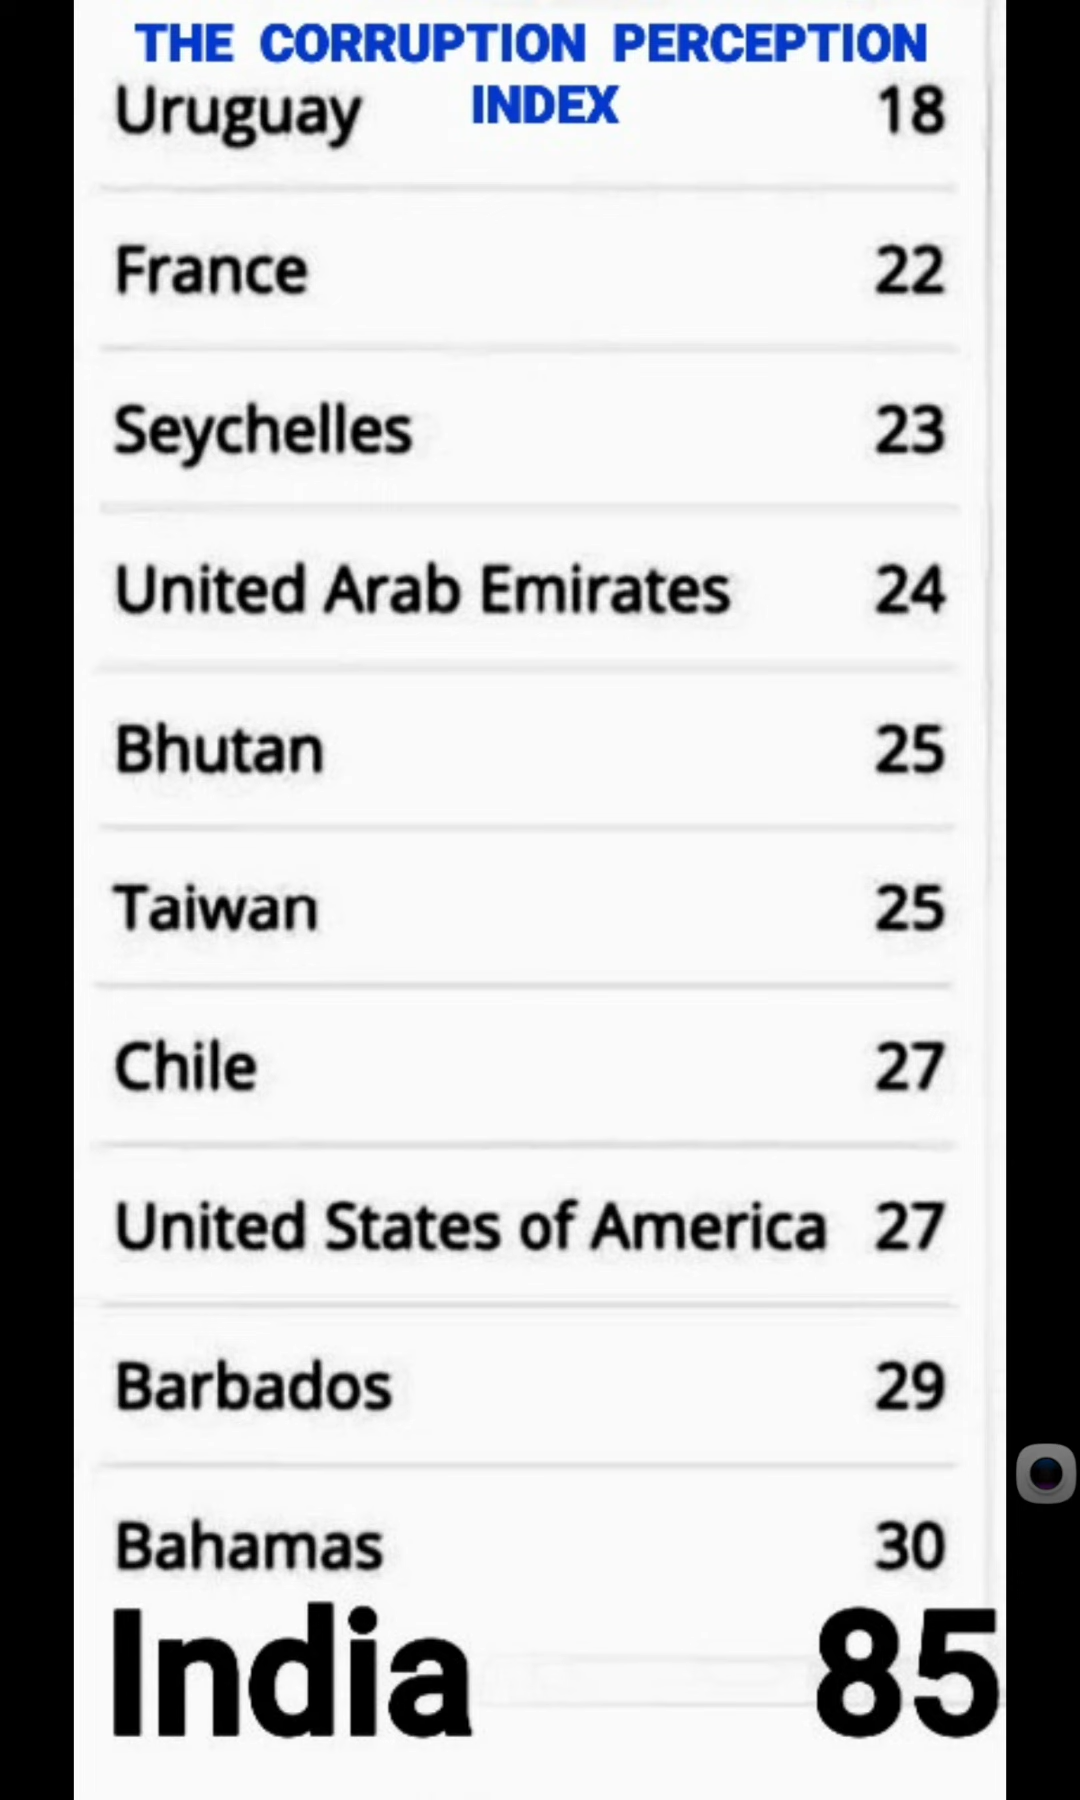 THE CORRUPTION PERCEPTION
INDEX
Uruguay 18
France 22
Seychelles 23
United Arab Emirates 24
Bhutan 25
Taiwan 25
Chile 27
United States of America 27
Barbados 29
Bahamas 30
India 85